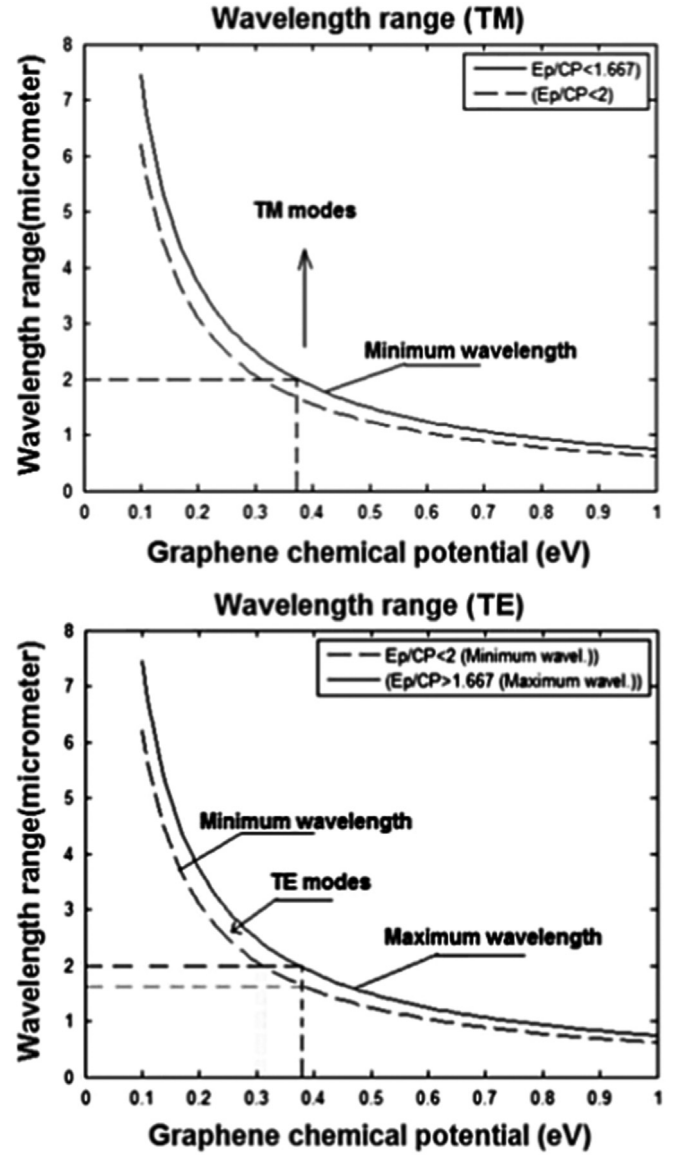 Wavelength range (TM)
8
7
6
5
4
3
2
1
0
Wavelength range(micrometer)
Ep/CP<1.667)
(Ep/CP<2)
TM modes
Minimum wavelength
0 0.1 0.2 0.3 0.4 0.5 0.6 0.7 0.8 0.9 1
Graphene chemical potential (eV)
Wavelength range (TE)
8
7
6
5
4
3
2
1
0
Wavelength range(micrometer)
Ep/CP<2 (Minimum wavel.))
(Ep/CP>1.667 (Maximum wavel.))
Minimum wavelength
TE modes
Maximum wavelength
0 0.1 0.2 0.3 0.4 0.5 0.6 0.7 0.8 0.9 1
Graphene chemical potential (eV)